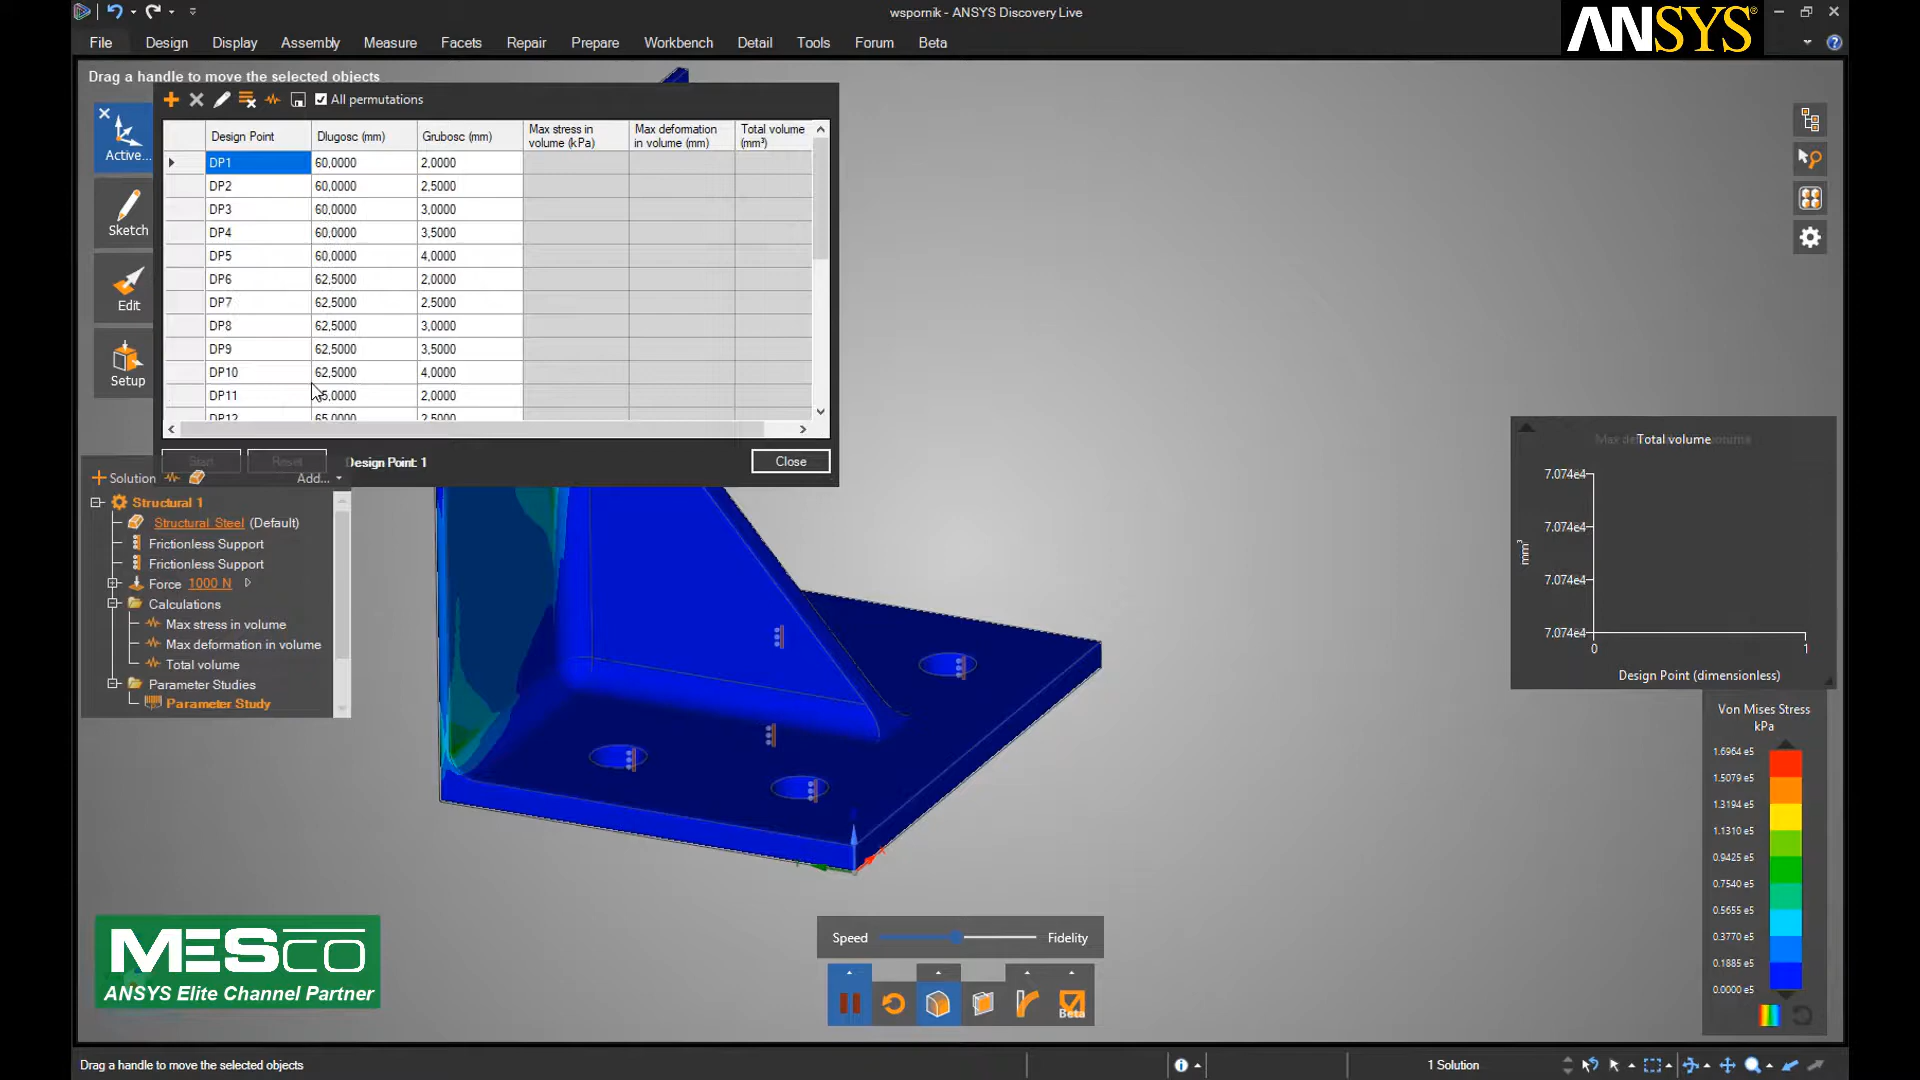 wspornik - ANSYS Discovery Live
ANSYS
File Design Display Assembly Measure Facets Repair Prepare Workbench Detail Tools Forum Beta
Drag a handle to move the selected objects
All permutations
Design Point Dlugosc (mm) Grubosc (mm) Max stress in volume (kPa) Max deformation in volume (mm) Total volume (mm³)
DP1 60,0000 2,0000
DP2 60,0000 2,5000
DP3 60,0000 3,0000
DP4 60,0000 3,5000
DP5 60,0000 4,0000
DP6 62,5000 2,0000
DP7 62,5000 2,5000
DP8 62,5000 3,0000
DP9 62,5000 3,5000
DP10 62,5000 4,0000
DP11 5,0000 2,0000
DP12 65,0000 2,5000
Start Reset Design Point: 1 Close
Active...
Sketch
Edit
Setup
Solution Add...
Structural 1
Structural Steel (Default)
Frictionless Support
Frictionless Support
Force 1000 N
Calculations
Max stress in volume
Max deformation in volume
Total volume
Parameter Studies
Parameter Study
Total volume
7.074e4
7.074e4
7.074e4
7.074e4
mm³
0 1
Design Point (dimensionless)
Von Mises Stress
kPa
1.6964 e5
1.5079 e5
1.3194 e5
1.1310 e5
0.9425 e5
0.7540 e5
0.5655 e5
0.3770 e5
0.1885 e5
0.0000 e5
MESco
ANSYS Elite Channel Partner
Speed Fidelity
Beta
Drag a handle to move the selected objects
1 Solution